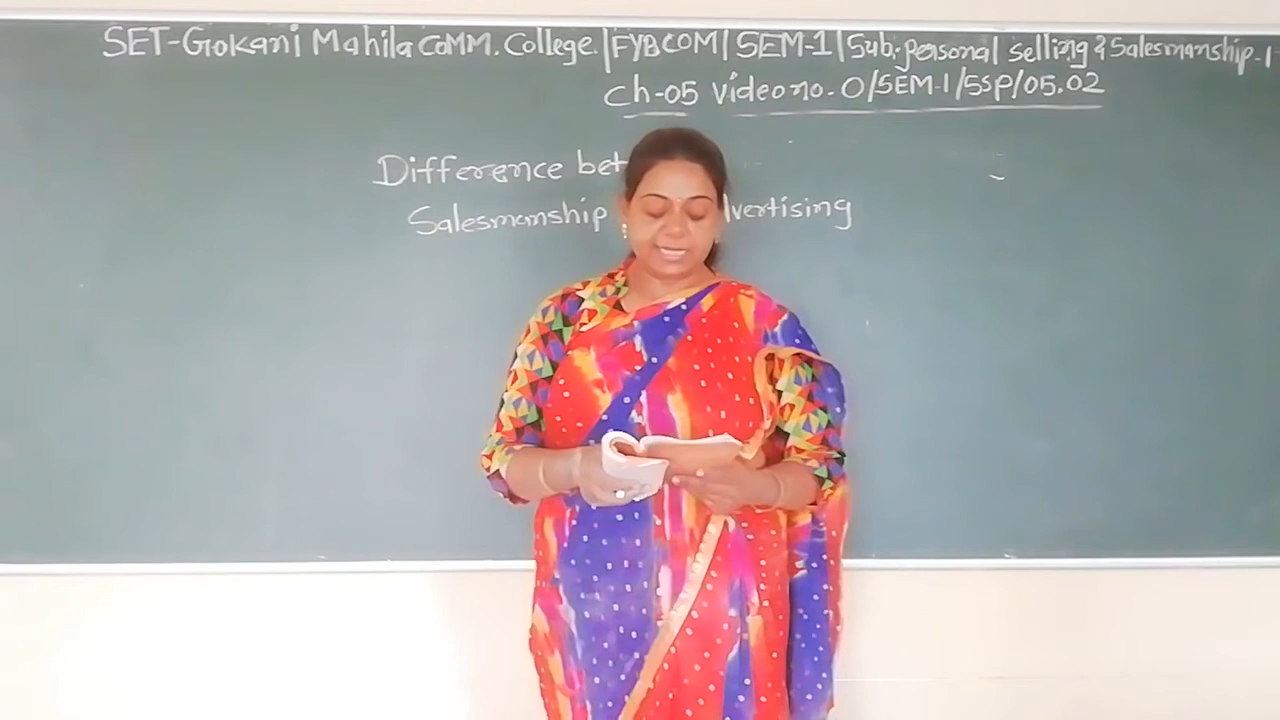 SET-Gokani Mahila COMM. College. | FYBCOM | SEM-1 | Sub: personal selling & Salesmanship-1
Ch-05 video no. O/SEM-1/SSP/05.02
Difference bet
Salesmanship vertising